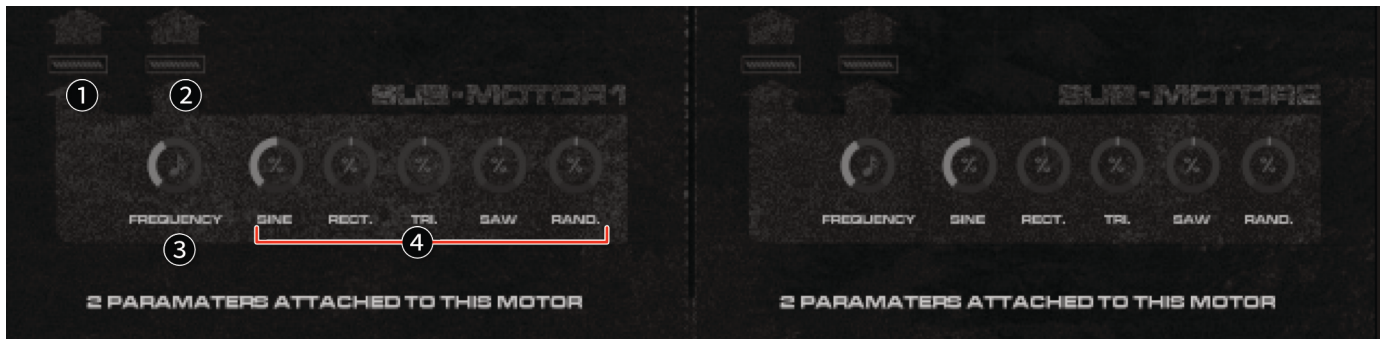 ① ②
SUB-MOTOR1
FREQUENCY SINE RECT. TRI. SAW RAND.
③ ④
2 PARAMATERS ATTACHED TO THIS MOTOR
SUB-MOTOR2
FREQUENCY SINE RECT. TRI. SAW RAND.
2 PARAMATERS ATTACHED TO THIS MOTOR